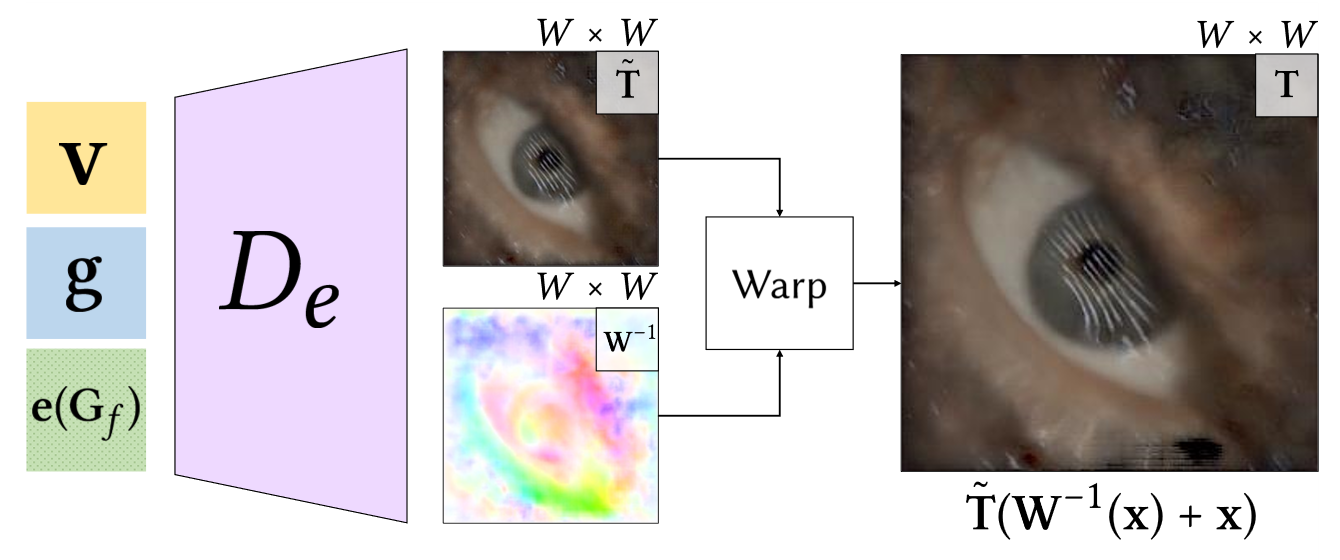 v
g
e(G_f)
D_e
W × W
T̃
W × W
W⁻¹
Warp
W × W
T
T̃(W⁻¹(x) + x)